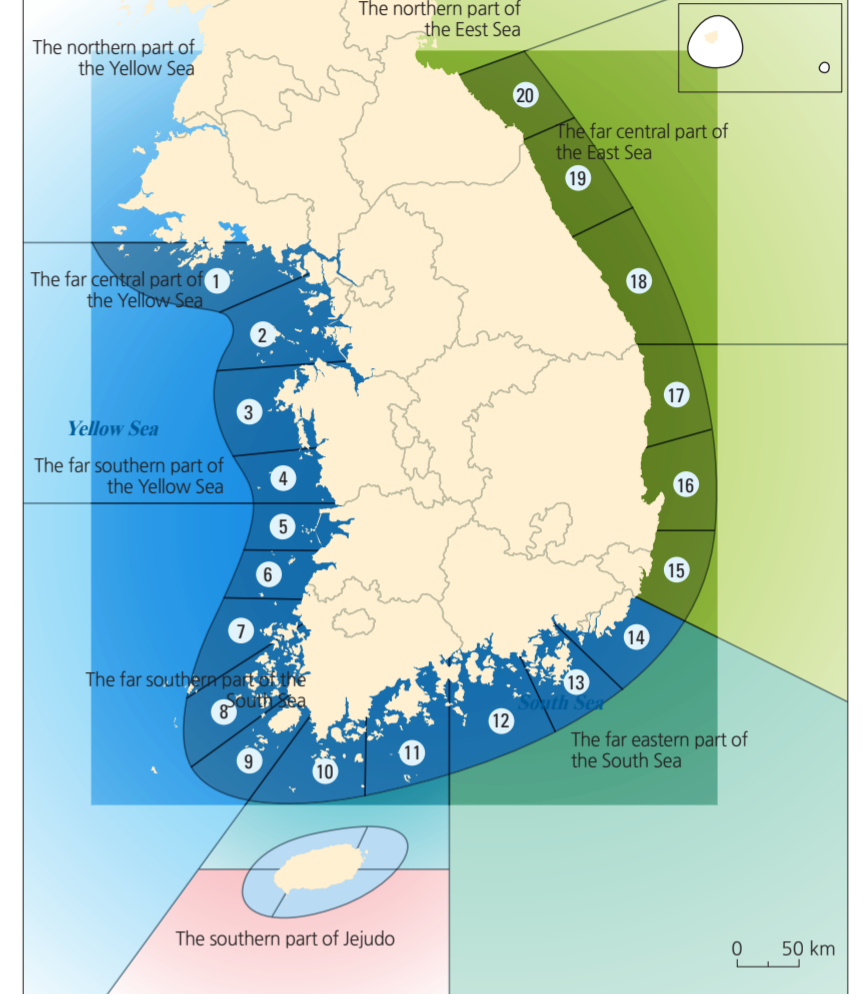 The northern part of
the Eest Sea
The northern part of
the Yellow Sea
20
The far central part of
the East Sea
19
The far central part of
the Yellow Sea
1
18
2
17
3
Yellow Sea
The far southern part of
the Yellow Sea
4
16
5
6
15
7
14
The far southern part of the
South Sea
13
8
South Sea
12
The far eastern part of
the South Sea
11
9
10
The southern part of Jejudo
0 50 km